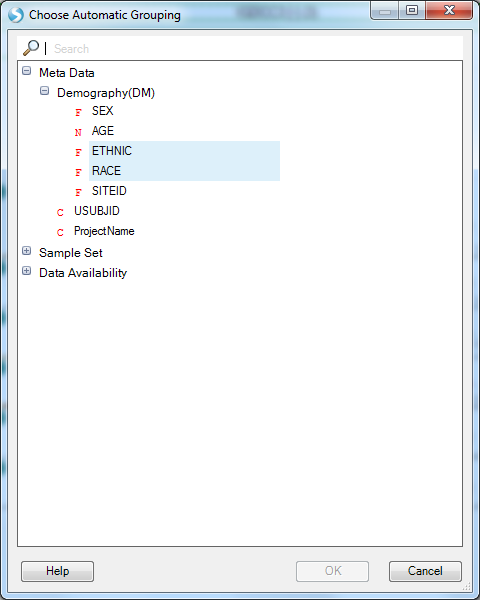 Choose Automatic Grouping
Search
Meta Data
Demography(DM)
F SEX
N AGE
F ETHNIC
F RACE
F SITEID
C USUBJID
C ProjectName
Sample Set
Data Availability
Help OK Cancel